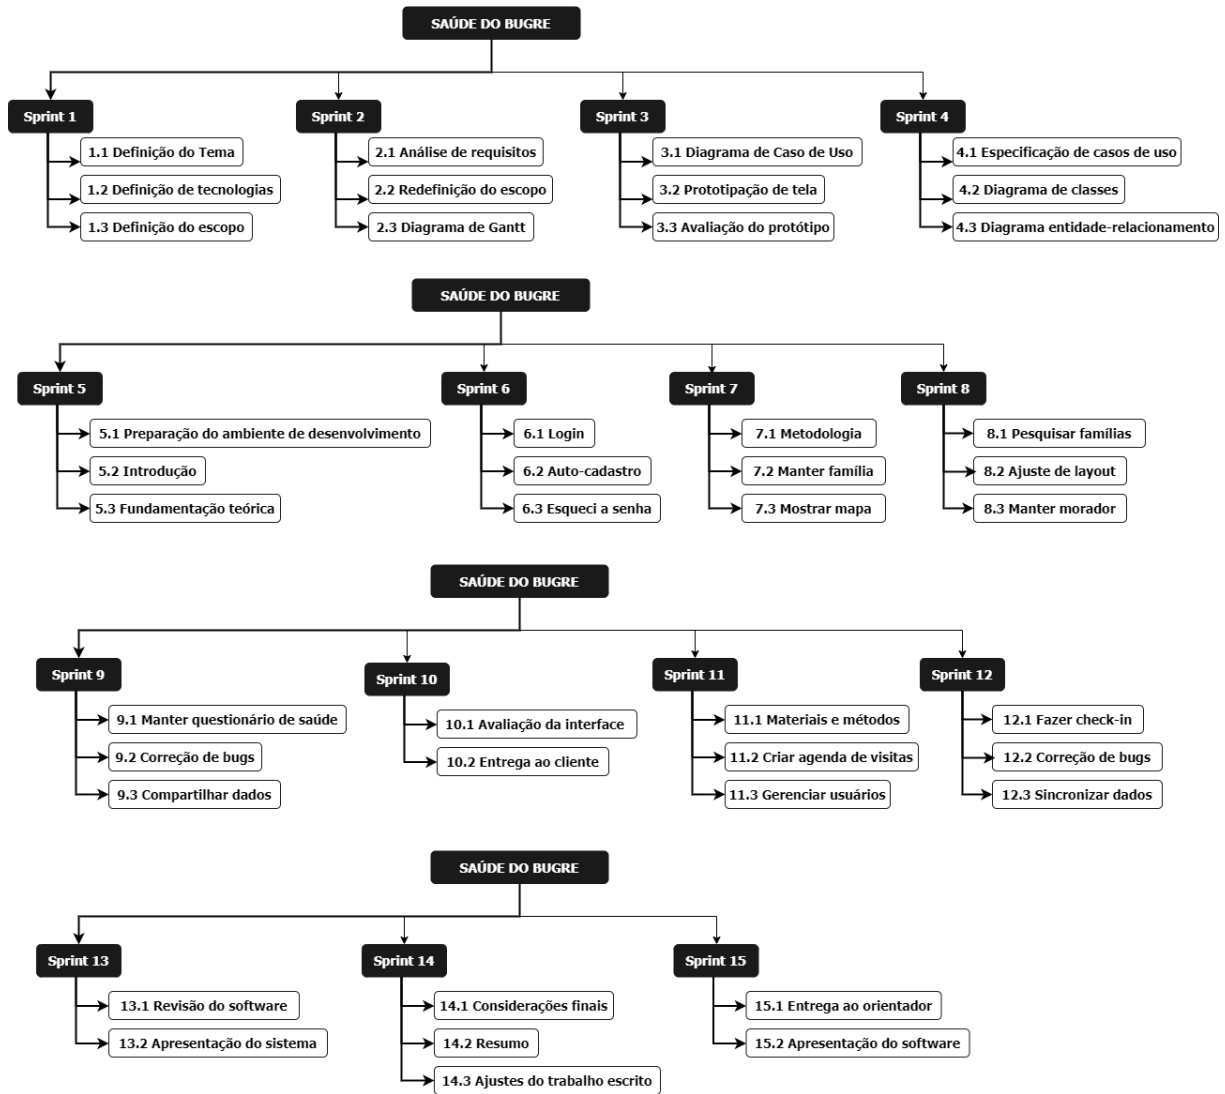 SAÚDE DO BUGRE
Sprint 1
1.1 Definição do Tema
1.2 Definição de tecnologias
1.3 Definição do escopo
Sprint 2
2.1 Análise de requisitos
2.2 Redefinição do escopo
2.3 Diagrama de Gantt
Sprint 3
3.1 Diagrama de Caso de Uso
3.2 Prototipação de tela
3.3 Avaliação do protótipo
Sprint 4
4.1 Especificação de casos de uso
4.2 Diagrama de classes
4.3 Diagrama entidade-relacionamento
SAÚDE DO BUGRE
Sprint 5
5.1 Preparação do ambiente de desenvolvimento
5.2 Introdução
5.3 Fundamentação teórica
Sprint 6
6.1 Login
6.2 Auto-cadastro
6.3 Esqueci a senha
Sprint 7
7.1 Metodologia
7.2 Manter família
7.3 Mostrar mapa
Sprint 8
8.1 Pesquisar famílias
8.2 Ajuste de layout
8.3 Manter morador
SAÚDE DO BUGRE
Sprint 9
9.1 Manter questionário de saúde
9.2 Correção de bugs
9.3 Compartilhar dados
Sprint 10
10.1 Avaliação da interface
10.2 Entrega ao cliente
Sprint 11
11.1 Materiais e métodos
11.2 Criar agenda de visitas
11.3 Gerenciar usuários
Sprint 12
12.1 Fazer check-in
12.2 Correção de bugs
12.3 Sincronizar dados
SAÚDE DO BUGRE
Sprint 13
13.1 Revisão do software
13.2 Apresentação do sistema
Sprint 14
14.1 Considerações finais
14.2 Resumo
14.3 Ajustes do trabalho escrito
Sprint 15
15.1 Entrega ao orientador
15.2 Apresentação do software